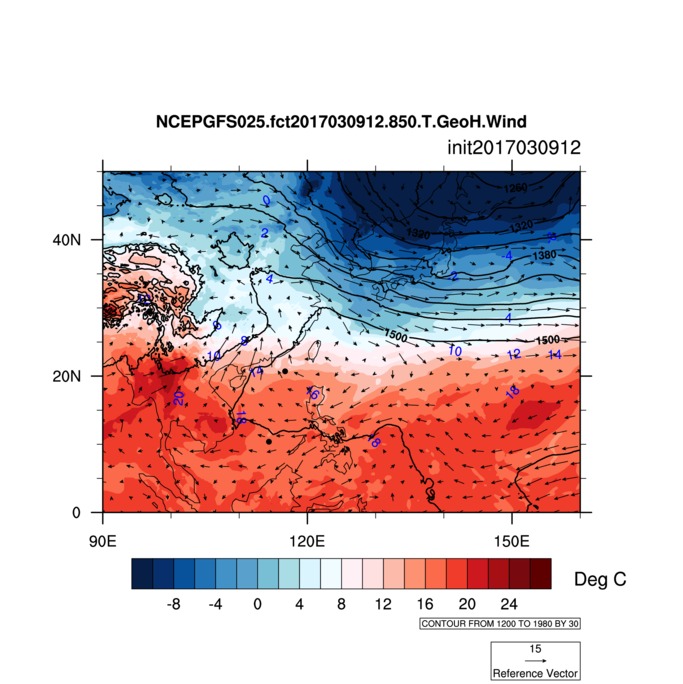 NCEPGFS025.fct2017030912.850.T.GeoH.Wind
init2017030912
1260
0
1320
1320
40N
2
-4
1380
-2
4
4
6
8
1500
1500
10
10
12
14
20N
16
18
20
18
0
90E
120E
150E
Deg C
-8 -4 0 4 8 12 16 20 24
CONTOUR FROM 1200 TO 1980 BY 30
15
Reference Vector